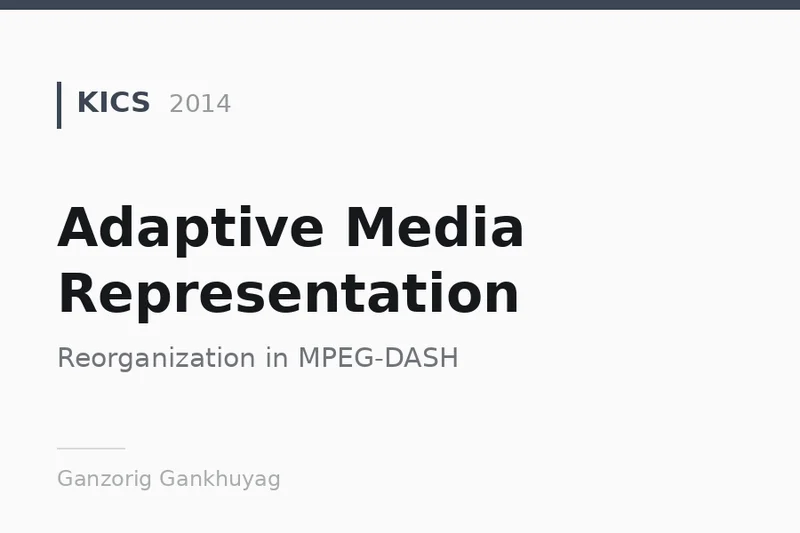 KICS 2014
Adaptive Media
Representation
Reorganization in MPEG-DASH
Ganzorig Gankhuyag